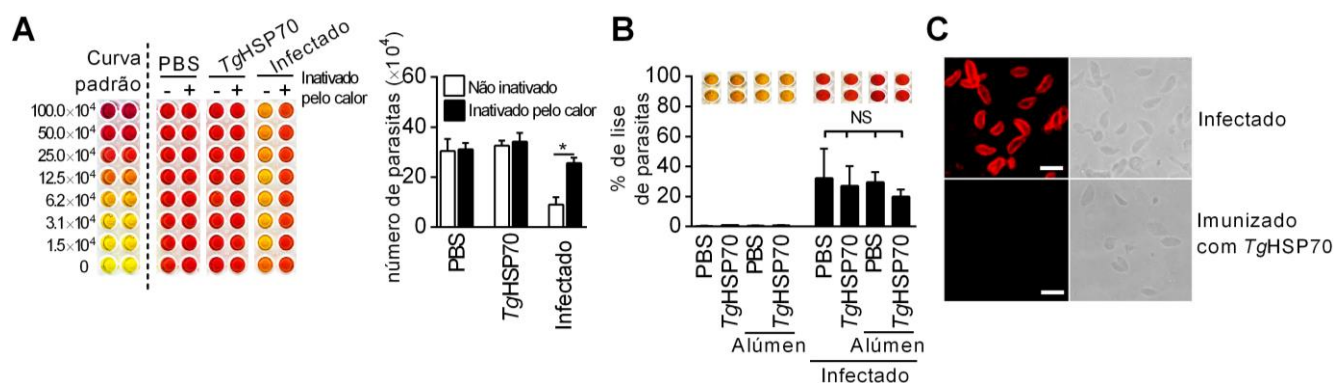 A
Curva
padrão
PBS
TgHSP70
Infectado
- + - + - +
Inativado
pelo calor
100.0×10⁴
50.0×10⁴
25.0×10⁴
12.5×10⁴
6.2×10⁴
3.1×10⁴
1.5×10⁴
0
número de parasitas (×10⁴)
60
40
20
0
Não inativado
Inativado pelo calor
*
PBS
TgHSP70
Infectado
B
% de lise
de parasitas
100
80
60
40
20
0
NS
PBS
TgHSP70
PBS
TgHSP70
PBS
TgHSP70
PBS
TgHSP70
Alúmen
Alúmen
Infectado
C
Infectado
Imunizado
com TgHSP70